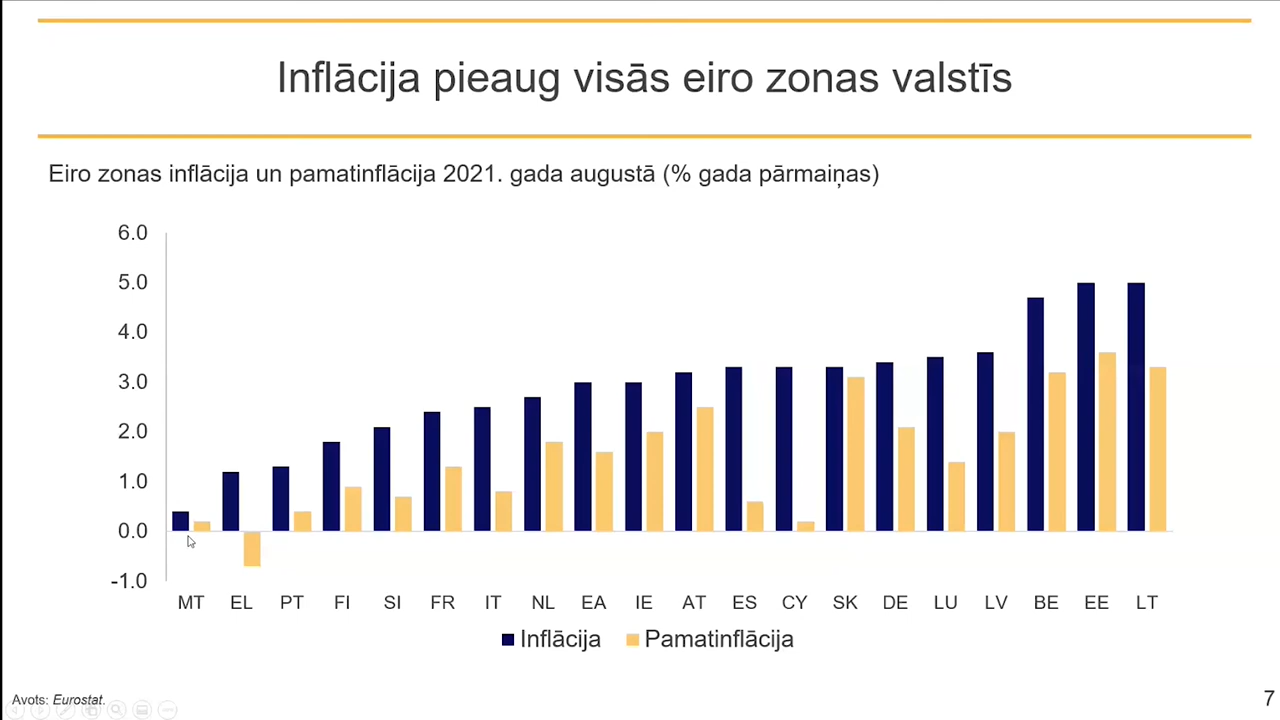 Inflācija pieaug visās eiro zonas valstīs
Eiro zonas inflācija un pamatinflācija 2021. gada augustā (% gada pārmaiņas)
6.0
5.0
4.0
3.0
2.0
1.0
0.0
-1.0
MT EL PT FI SI FR IT NL EA IE AT ES CY SK DE LU LV BE EE LT
Inflācija Pamatinflācija
Avots: Eurostat.
7